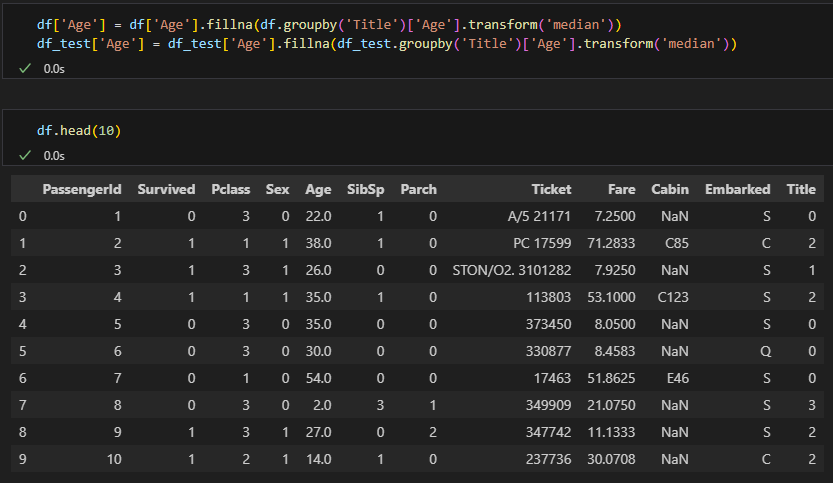 df['Age'] = df['Age'].fillna(df.groupby('Title')['Age'].transform('median'))
df_test['Age'] = df_test['Age'].fillna(df_test.groupby('Title')['Age'].transform('median'))
0.0s
df.head(10)
0.0s
PassengerId Survived Pclass Sex Age SibSp Parch Ticket Fare Cabin Embarked Title
0 1 0 3 0 22.0 1 0 A/5 21171 7.2500 NaN S 0
1 2 1 1 1 38.0 1 0 PC 17599 71.2833 C85 C 2
2 3 1 3 1 26.0 0 0 STON/O2. 3101282 7.9250 NaN S 1
3 4 1 1 1 35.0 1 0 113803 53.1000 C123 S 2
4 5 0 3 0 35.0 0 0 373450 8.0500 NaN S 0
5 6 0 3 0 30.0 0 0 330877 8.4583 NaN Q 0
6 7 0 1 0 54.0 0 0 17463 51.8625 E46 S 0
7 8 0 3 0 2.0 3 1 349909 21.0750 NaN S 3
8 9 1 3 1 27.0 0 2 347742 11.1333 NaN S 2
9 10 1 2 1 14.0 1 0 237736 30.0708 NaN C 2